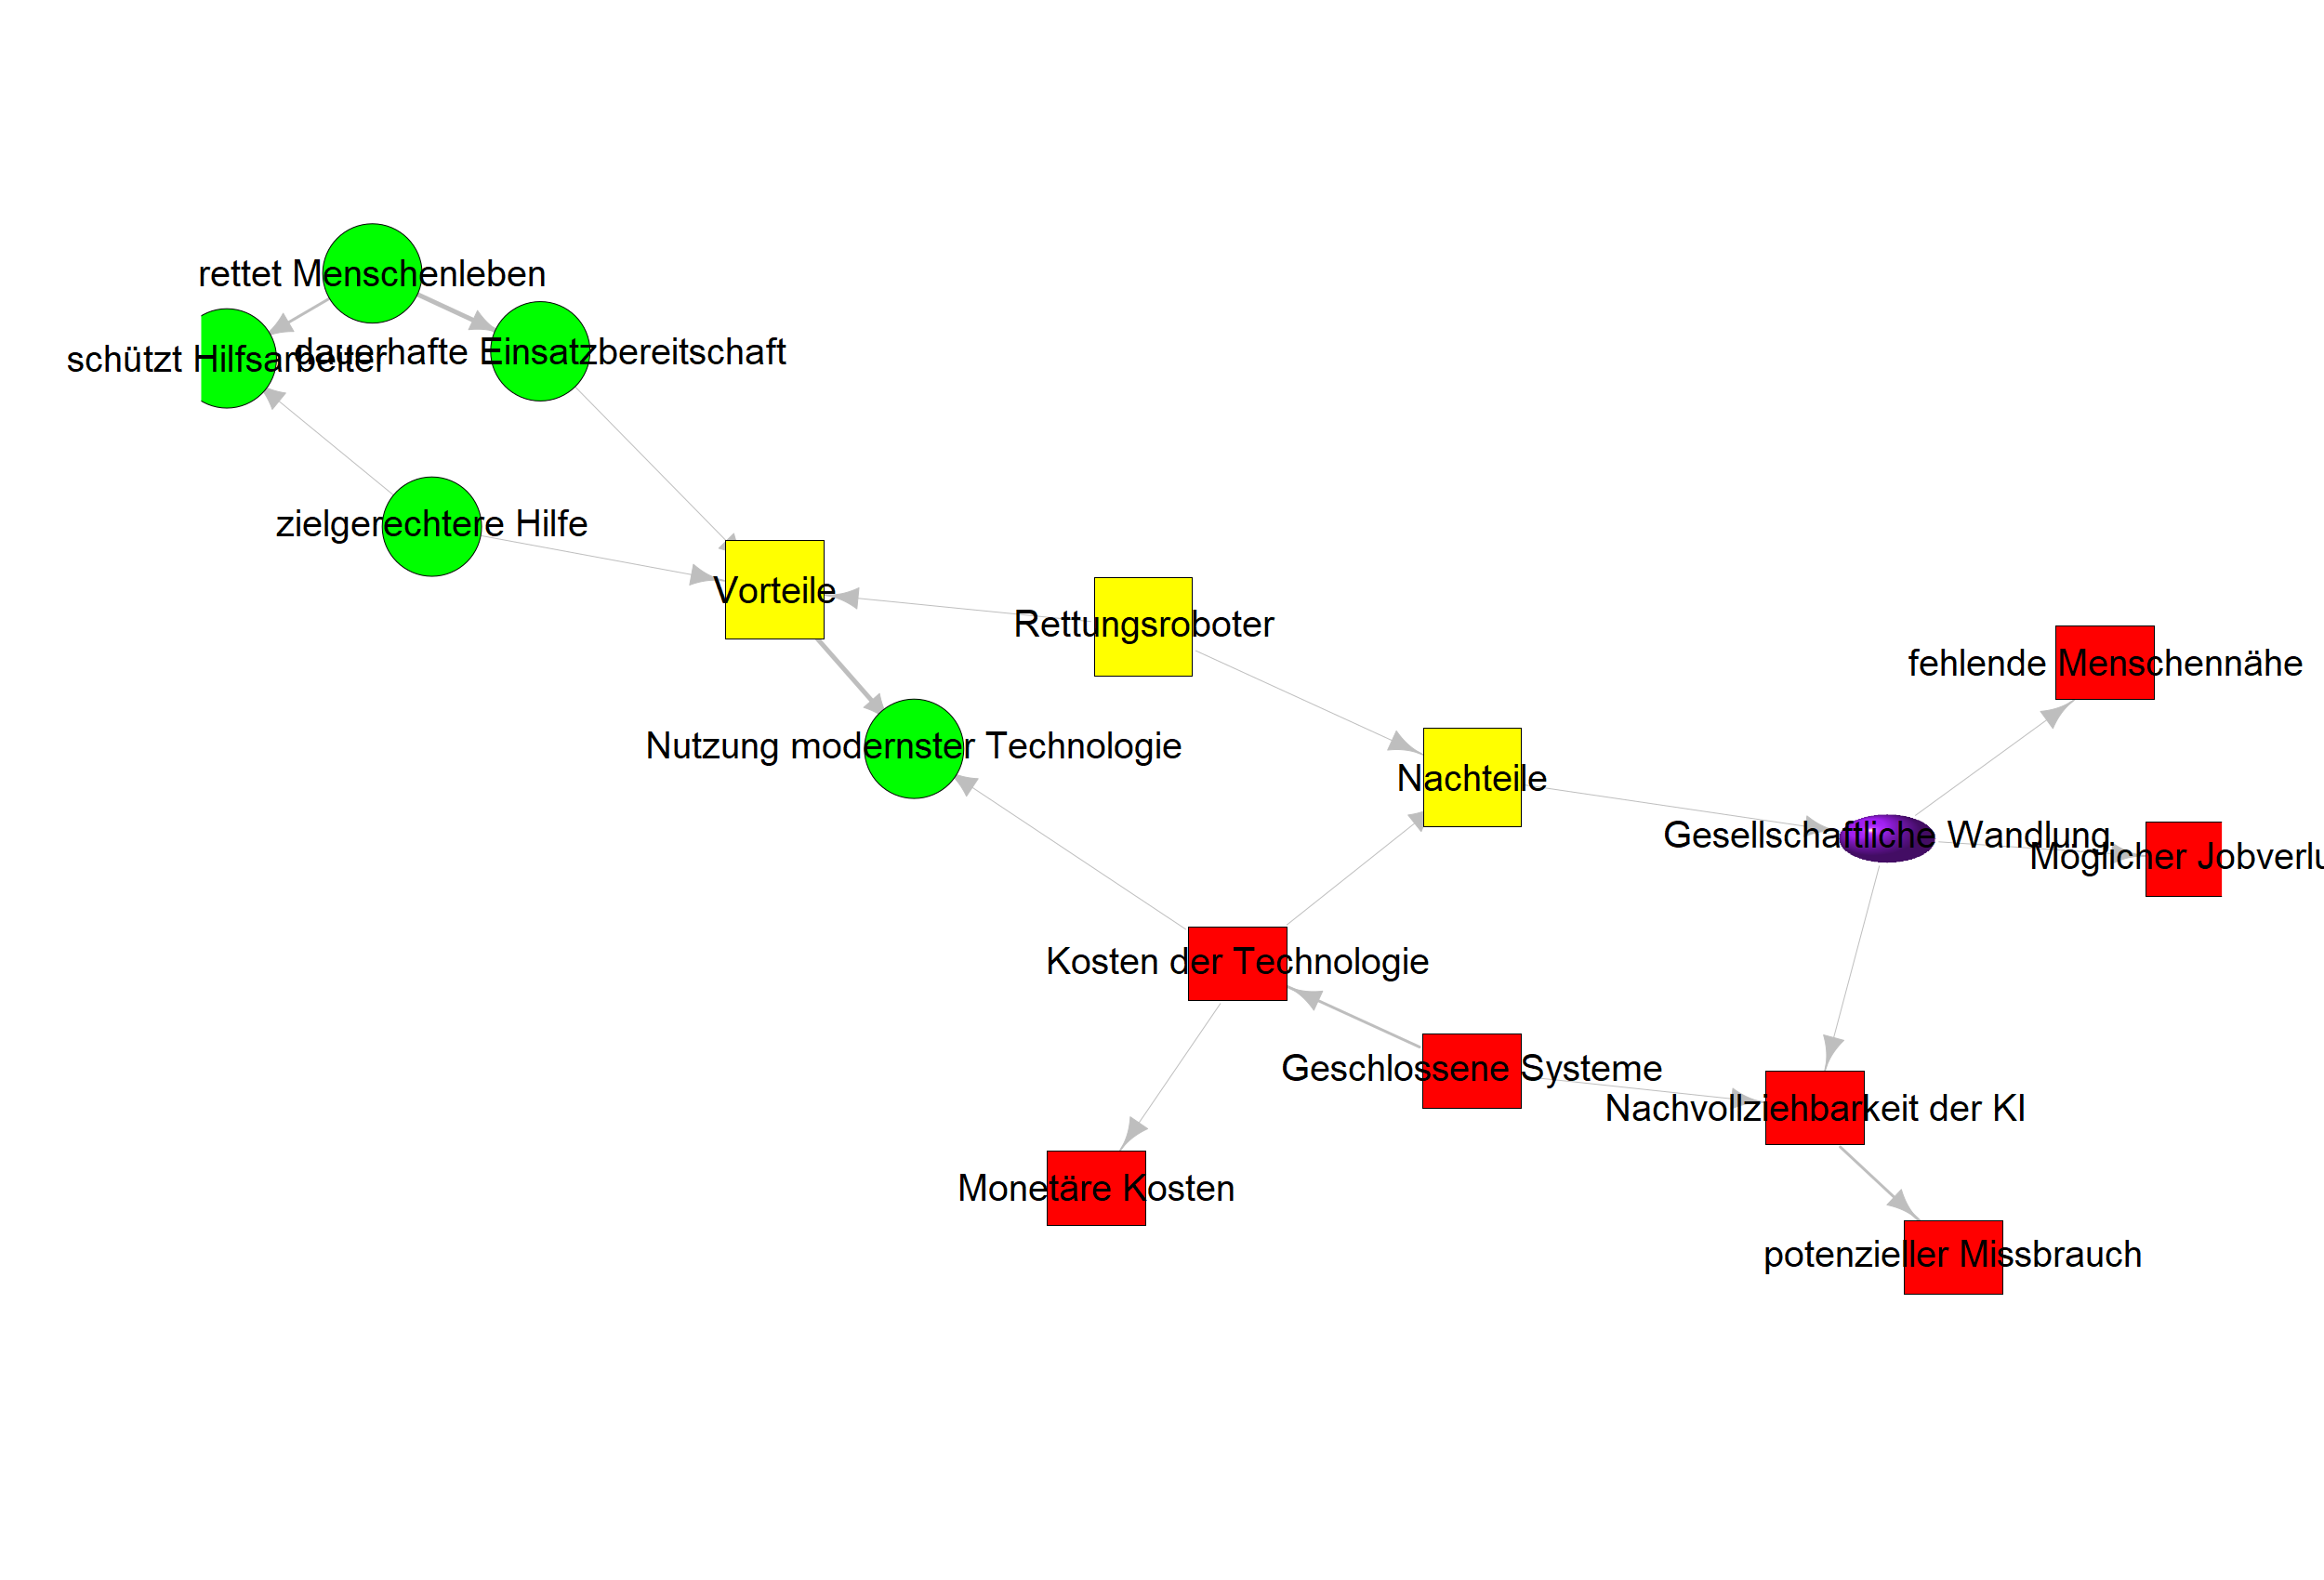 rettet Menschenleben
schützt Hilfsarbeiter
dauerhafte Einsatzbereitschaft
zielgerechtere Hilfe
Vorteile
Rettungsroboter
fehlende Menschennähe
Nutzung modernster Technologie
Nachteile
Gesellschaftliche Wandlung
Möglicher Jobverlu
Kosten der Technologie
Geschlossene Systeme
Nachvollziehbarkeit der KI
Monetäre Kosten
potenzieller Missbrauch